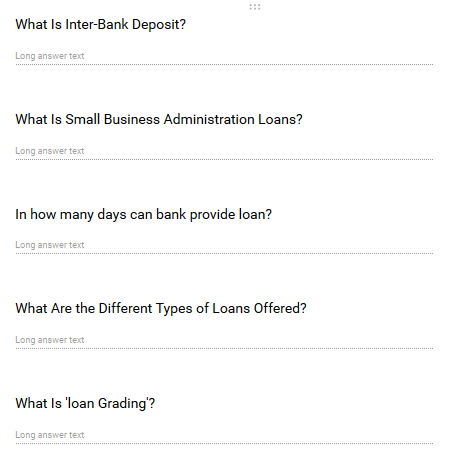 What Is Inter-Bank Deposit?
Long answer text
What Is Small Business Administration Loans?
Long answer text
In how many days can bank provide loan?
Long answer text
What Are the Different Types of Loans Offered?
Long answer text
What Is 'loan Grading'?
Long answer text